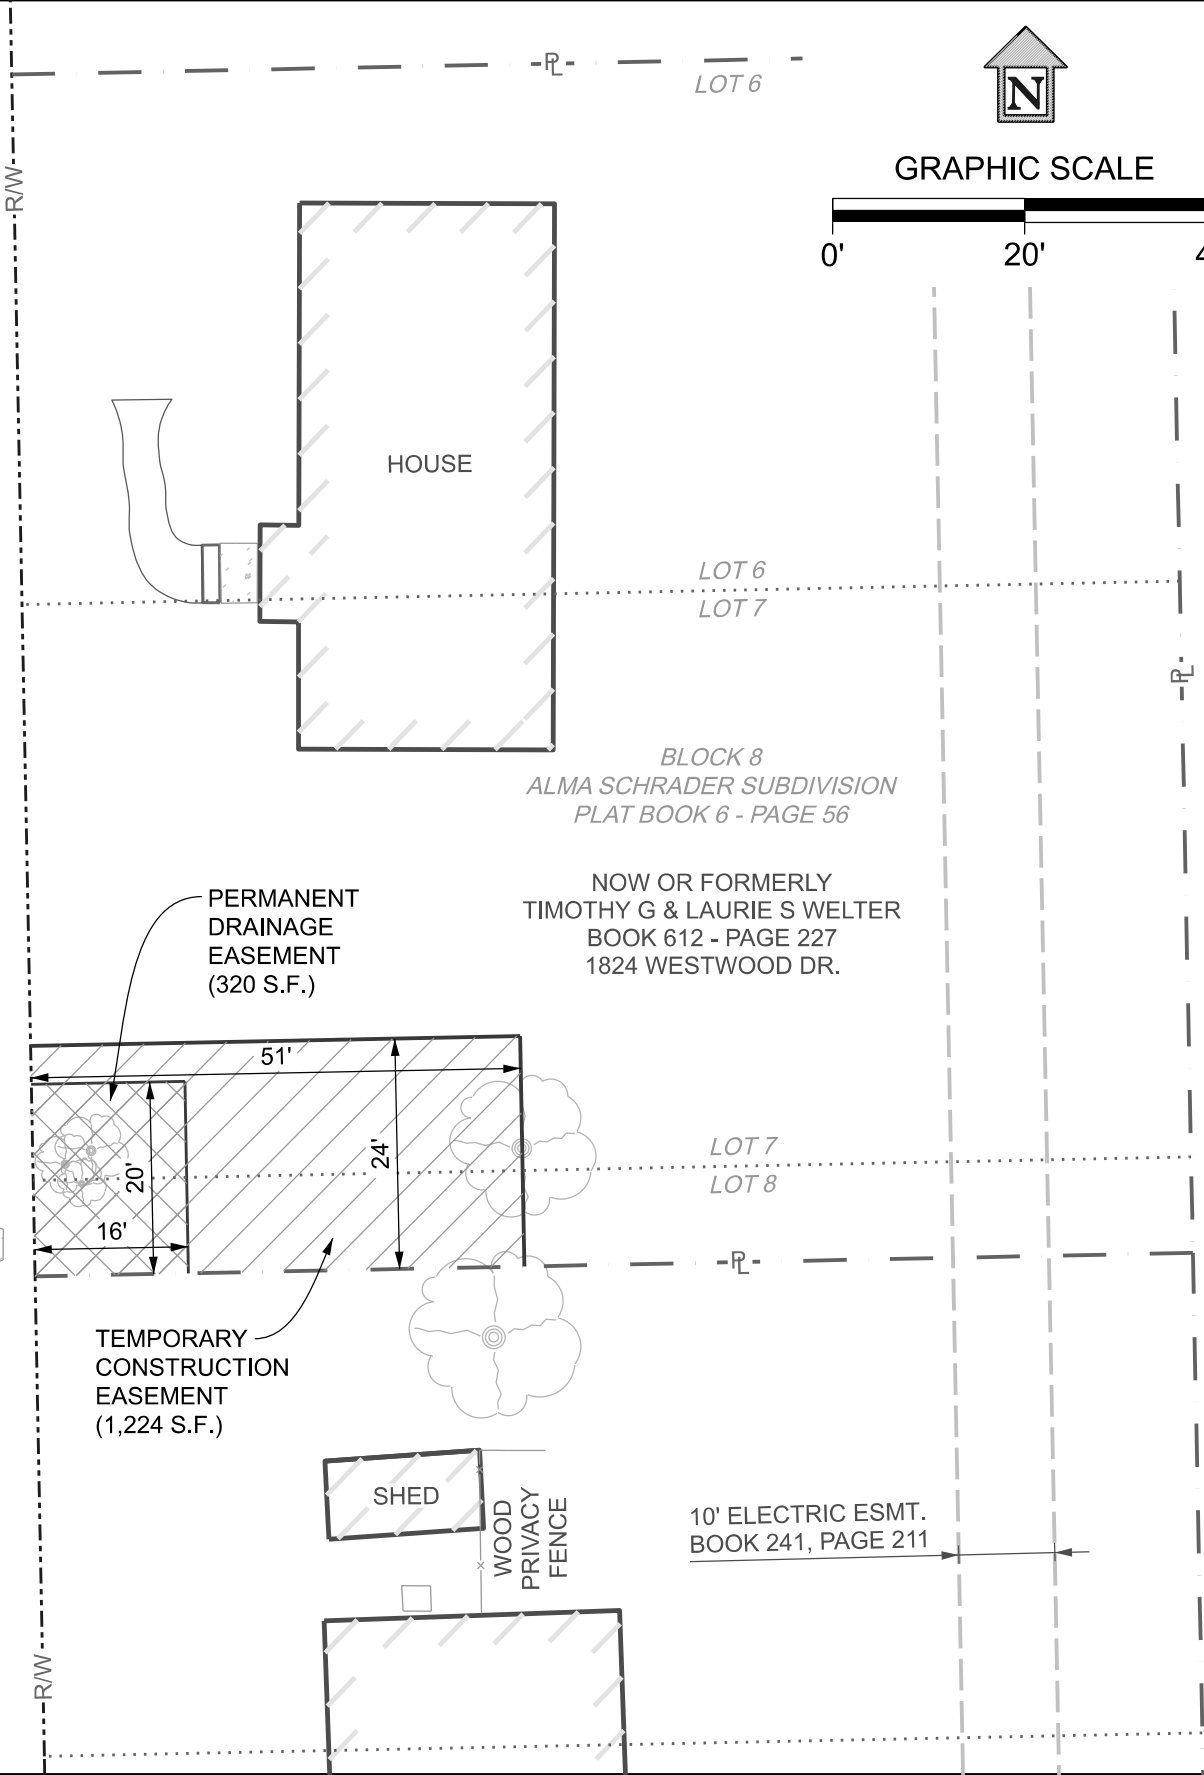 PL
LOT 6
N
R/W
GRAPHIC SCALE
0'
20'
4
HOUSE
LOT 6
LOT 7
PL
BLOCK 8
ALMA SCHRADER SUBDIVISION
PLAT BOOK 6 - PAGE 56
NOW OR FORMERLY
TIMOTHY G & LAURIE S WELTER
BOOK 612 - PAGE 227
1824 WESTWOOD DR.
PERMANENT
DRAINAGE
EASEMENT
(320 S.F.)
51'
24'
20'
16'
LOT 7
LOT 8
PL
TEMPORARY
CONSTRUCTION
EASEMENT
(1,224 S.F.)
SHED
WOOD
PRIVACY
FENCE
10' ELECTRIC ESMT.
BOOK 241, PAGE 211
R/W